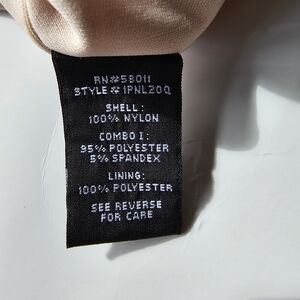 RN#58011
STYLE # 1PNL20Q
SHELL:
100% NYLON
COMBO I:
95% POLYESTER
5% SPANDEX
LINING:
100% POLYESTER
SEE REVERSE
FOR CARE